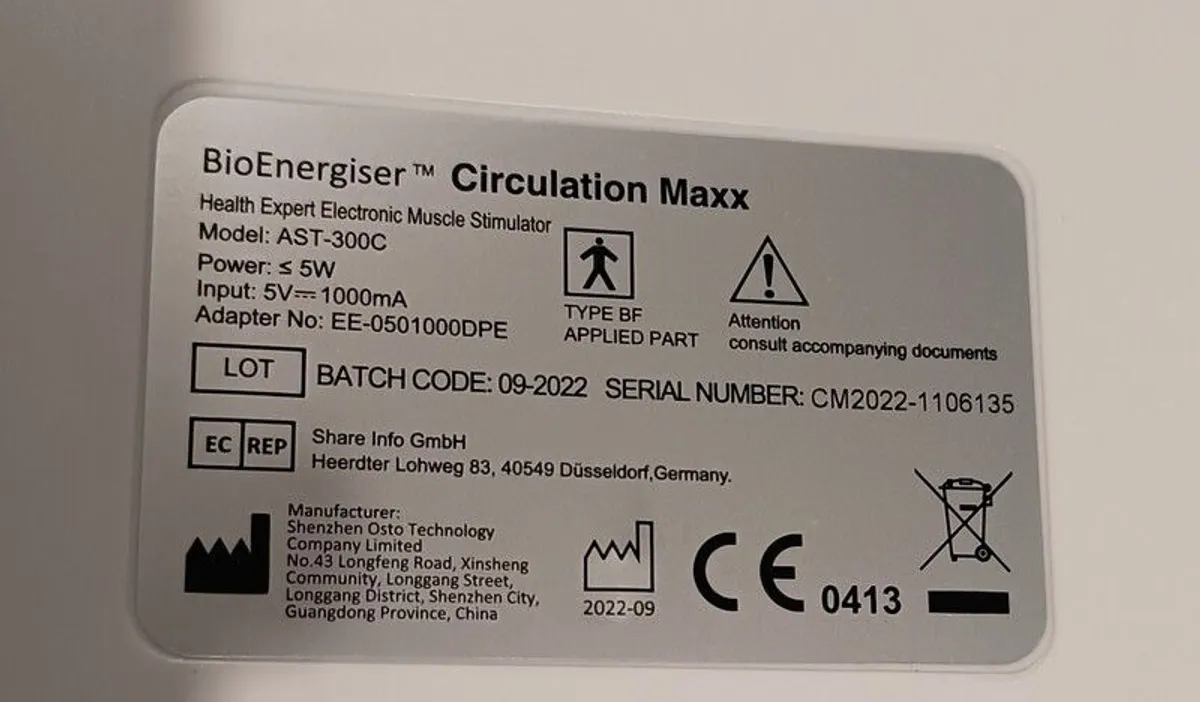 BioEnergiser™ Circulation Maxx
Health Expert Electronic Muscle Stimulator
Model: AST-300C
Power: ≤ 5W
Input: 5V⎓1000mA
Adapter No: EE-0501000DPE
TYPE BF
APPLIED PART
Attention
consult accompanying documents
LOT BATCH CODE: 09-2022 SERIAL NUMBER: CM2022-1106135
EC REP Share Info GmbH
Heerdter Lohweg 83, 40549 Düsseldorf,Germany.
Manufacturer:
Shenzhen Osto Technology
Company Limited
No.43 Longfeng Road, Xinsheng
Community, Longgang Street,
Longgang District, Shenzhen City,
Guangdong Province, China
2022-09
CE 0413